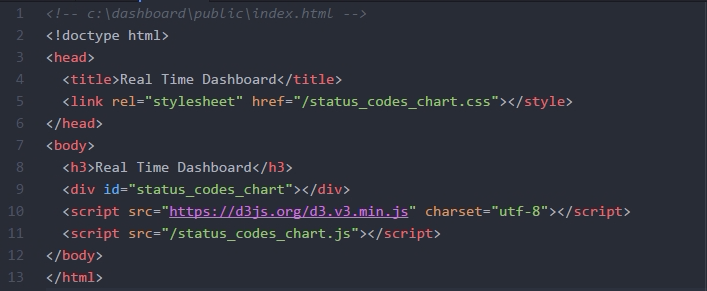 1 <!-- c:\dashboard\public\index.html -->
2 <!doctype html>
3 <head>
4   <title>Real Time Dashboard</title>
5   <link rel="stylesheet" href="/status_codes_chart.css"></style>
6 </head>
7 <body>
8   <h3>Real Time Dashboard</h3>
9   <div id="status_codes_chart"></div>
10   <script src="https://d3js.org/d3.v3.min.js" charset="utf-8"></script>
11   <script src="/status_codes_chart.js"></script>
12 </body>
13 </html>